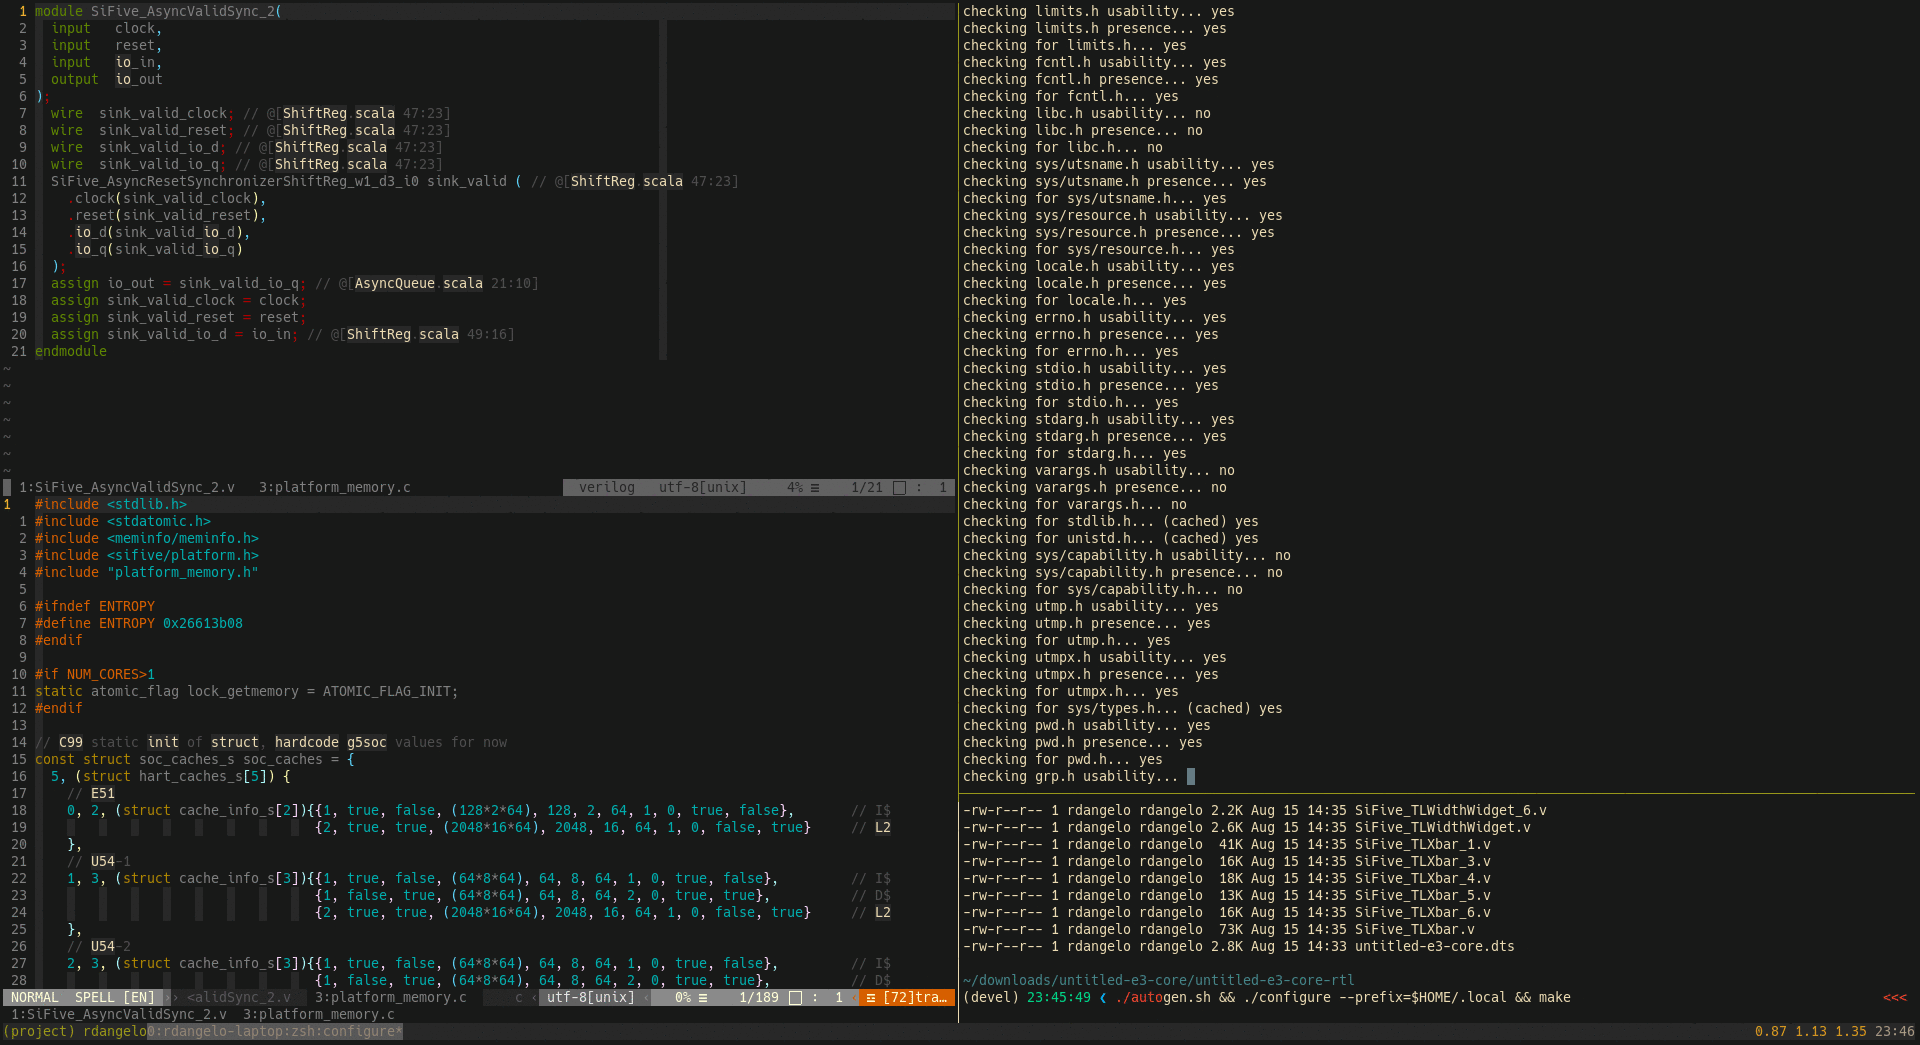 1 module SiFive_AsyncValidSync_2(
2 input clock,
3 input reset,
4 input io_in,
5 output io_out
6 );
7 wire sink_valid_clock; // @[ShiftReg.scala 47:23]
8 wire sink_valid_reset; // @[ShiftReg.scala 47:23]
9 wire sink_valid_io_d; // @[ShiftReg.scala 47:23]
10 wire sink_valid_io_q; // @[ShiftReg.scala 47:23]
11 SiFive_AsyncResetSynchronizerShiftReg_w1_d3_i0 sink_valid ( // @[ShiftReg.scala 47:23]
12 .clock(sink_valid_clock),
13 .reset(sink_valid_reset),
14 .io_d(sink_valid_io_d),
15 .io_q(sink_valid_io_q)
16 );
17 assign io_out = sink_valid_io_q; // @[AsyncQueue.scala 21:10]
18 assign sink_valid_clock = clock;
19 assign sink_valid_reset = reset;
20 assign sink_valid_io_d = io_in; // @[ShiftReg.scala 49:16]
21 endmodule
~
~
~
~
~
~
~
1:SiFive_AsyncValidSync_2.v 3:platform_memory.c verilog utf-8[unix] 4% ≡ 1/21 : 1
1 #include <stdlib.h>
1 #include <stdatomic.h>
2 #include <meminfo/meminfo.h>
3 #include <sifive/platform.h>
4 #include "platform_memory.h"
5
6 #ifndef ENTROPY
7 #define ENTROPY 0x26613b08
8 #endif
9
10 #if NUM_CORES>1
11 static atomic_flag lock_getmemory = ATOMIC_FLAG_INIT;
12 #endif
13
14 // C99 static init of struct, hardcode g5soc values for now
15 const struct soc_caches_s soc_caches = {
16 5, (struct hart_caches_s[5]) {
17 // E51
18 0, 2, (struct cache_info_s[2]){{1, true, false, (128*2*64), 128, 2, 64, 1, 0, true, false}, // I$
19 {2, true, true, (2048*16*64), 2048, 16, 64, 1, 0, false, true} // L2
20 },
21 // U54-1
22 1, 3, (struct cache_info_s[3]){{1, true, false, (64*8*64), 64, 8, 64, 1, 0, true, false}, // I$
23 {1, false, true, (64*8*64), 64, 8, 64, 2, 0, true, true}, // D$
24 {2, true, true, (2048*16*64), 2048, 16, 64, 1, 0, false, true} // L2
25 },
26 // U54-2
27 2, 3, (struct cache_info_s[3]){{1, true, false, (64*8*64), 64, 8, 64, 1, 0, true, false}, // I$
28 {1, false, true, (64*8*64), 64, 8, 64, 2, 0, true, true}, // D$
NORMAL SPELL [EN] <alidSync_2.v 3:platform_memory.c c utf-8[unix] 0% ≡ 1/189 : 1 [72]tra…
1:SiFive_AsyncValidSync_2.v 3:platform_memory.c
checking limits.h usability... yes
checking limits.h presence... yes
checking for limits.h... yes
checking fcntl.h usability... yes
checking fcntl.h presence... yes
checking for fcntl.h... yes
checking libc.h usability... no
checking libc.h presence... no
checking for libc.h... no
checking sys/utsname.h usability... yes
checking sys/utsname.h presence... yes
checking for sys/utsname.h... yes
checking sys/resource.h usability... yes
checking sys/resource.h presence... yes
checking for sys/resource.h... yes
checking locale.h usability... yes
checking locale.h presence... yes
checking for locale.h... yes
checking errno.h usability... yes
checking errno.h presence... yes
checking for errno.h... yes
checking stdio.h usability... yes
checking stdio.h presence... yes
checking for stdio.h... yes
checking stdarg.h usability... yes
checking stdarg.h presence... yes
checking for stdarg.h... yes
checking varargs.h usability... no
checking varargs.h presence... no
checking for varargs.h... no
checking for stdlib.h... (cached) yes
checking for unistd.h... (cached) yes
checking sys/capability.h usability... no
checking sys/capability.h presence... no
checking for sys/capability.h... no
checking utmp.h usability... yes
checking utmp.h presence... yes
checking for utmp.h... yes
checking utmpx.h usability... yes
checking utmpx.h presence... yes
checking for utmpx.h... yes
checking for sys/types.h... (cached) yes
checking pwd.h usability... yes
checking pwd.h presence... yes
checking for pwd.h... yes
checking grp.h usability...
-rw-r--r-- 1 rdangelo rdangelo 2.2K Aug 15 14:35 SiFive_TLWidthWidget_6.v
-rw-r--r-- 1 rdangelo rdangelo 2.6K Aug 15 14:35 SiFive_TLWidthWidget.v
-rw-r--r-- 1 rdangelo rdangelo 41K Aug 15 14:35 SiFive_TLXbar_1.v
-rw-r--r-- 1 rdangelo rdangelo 16K Aug 15 14:35 SiFive_TLXbar_3.v
-rw-r--r-- 1 rdangelo rdangelo 18K Aug 15 14:35 SiFive_TLXbar_4.v
-rw-r--r-- 1 rdangelo rdangelo 13K Aug 15 14:35 SiFive_TLXbar_5.v
-rw-r--r-- 1 rdangelo rdangelo 16K Aug 15 14:35 SiFive_TLXbar_6.v
-rw-r--r-- 1 rdangelo rdangelo 73K Aug 15 14:35 SiFive_TLXbar.v
-rw-r--r-- 1 rdangelo rdangelo 2.8K Aug 15 14:33 untitled-e3-core.dts
~/downloads/untitled-e3-core/untitled-e3-core-rtl
(devel) 23:45:49 ❮ ./autogen.sh && ./configure --prefix=$HOME/.local && make <<<
(project) rdangelo 0:rdangelo-laptop:zsh:configure* 0.87 1.13 1.35 23:46